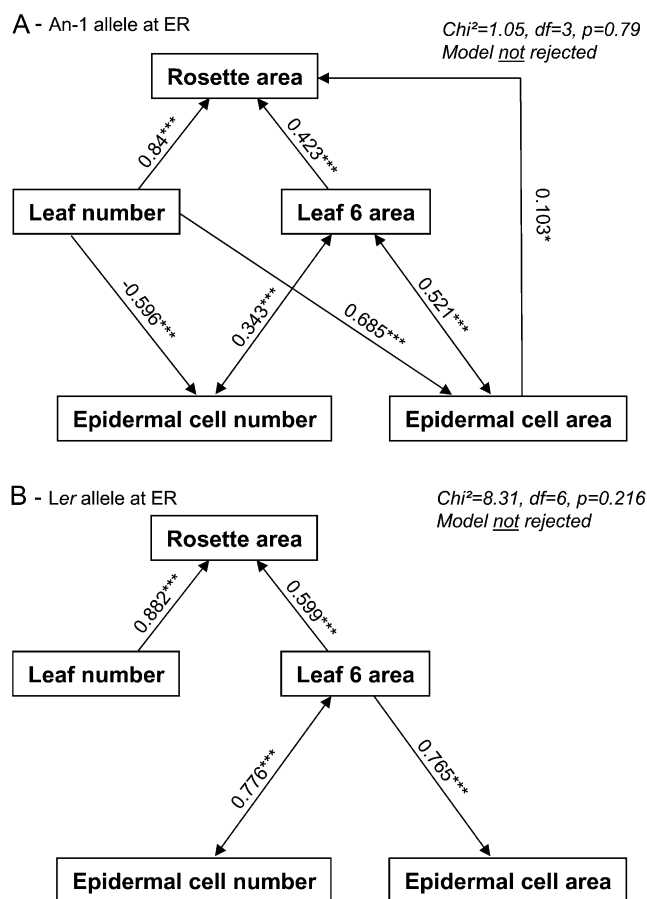 A - An-1 allele at ER
Chi²=1.05, df=3, p=0.79
Model not rejected
Rosette area
0.84***
0.423***
Leaf number
Leaf 6 area
0.103*
-0.596***
0.343***
0.685***
0.521***
Epidermal cell number
Epidermal cell area
B - Ler allele at ER
Chi²=8.31, df=6, p=0.216
Model not rejected
Rosette area
0.882***
0.599***
Leaf number
Leaf 6 area
0.776***
0.765***
Epidermal cell number
Epidermal cell area